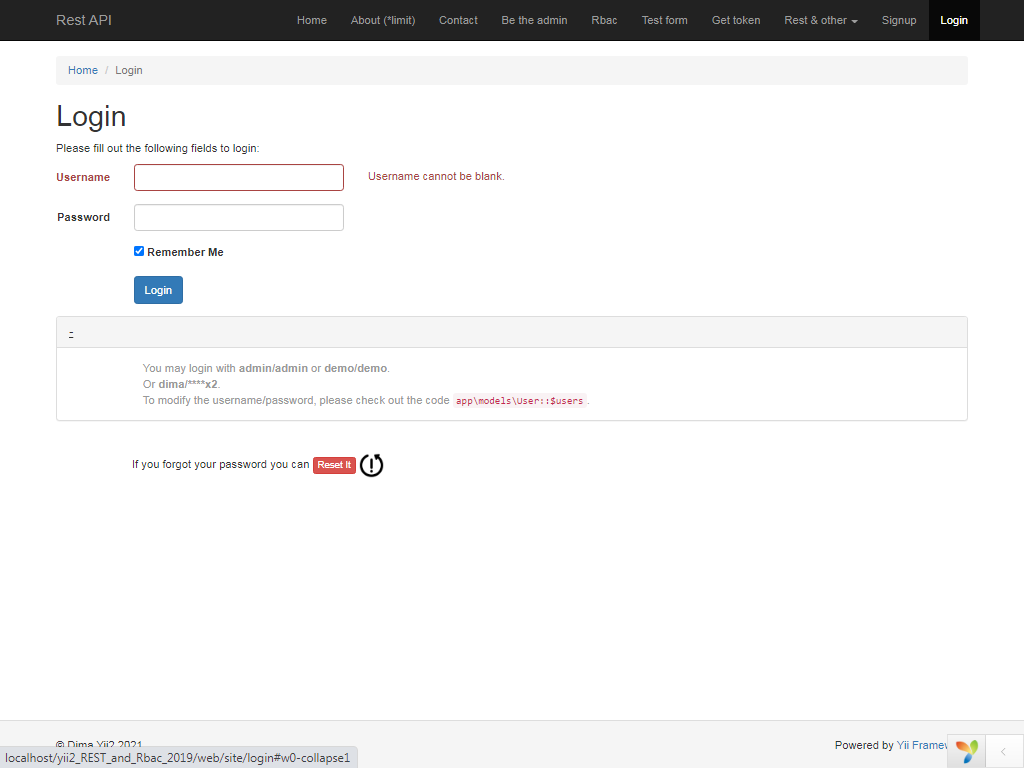 Rest API
Home About (*limit) Contact Be the admin Rbac Test form Get token Rest & other Signup Login
Home / Login
Login
Please fill out the following fields to login:
Username
Username cannot be blank.
Password
Remember Me
Login
-
You may login with admin/admin or demo/demo.
Or dima/****x2.
To modify the username/password, please check out the code app\models\User::$users.
If you forgot your password you can Reset It
© Dima Yii2 2021
Powered by Yii Framew
localhost/yii2_REST_and_Rbac_2019/web/site/login#w0-collapse1